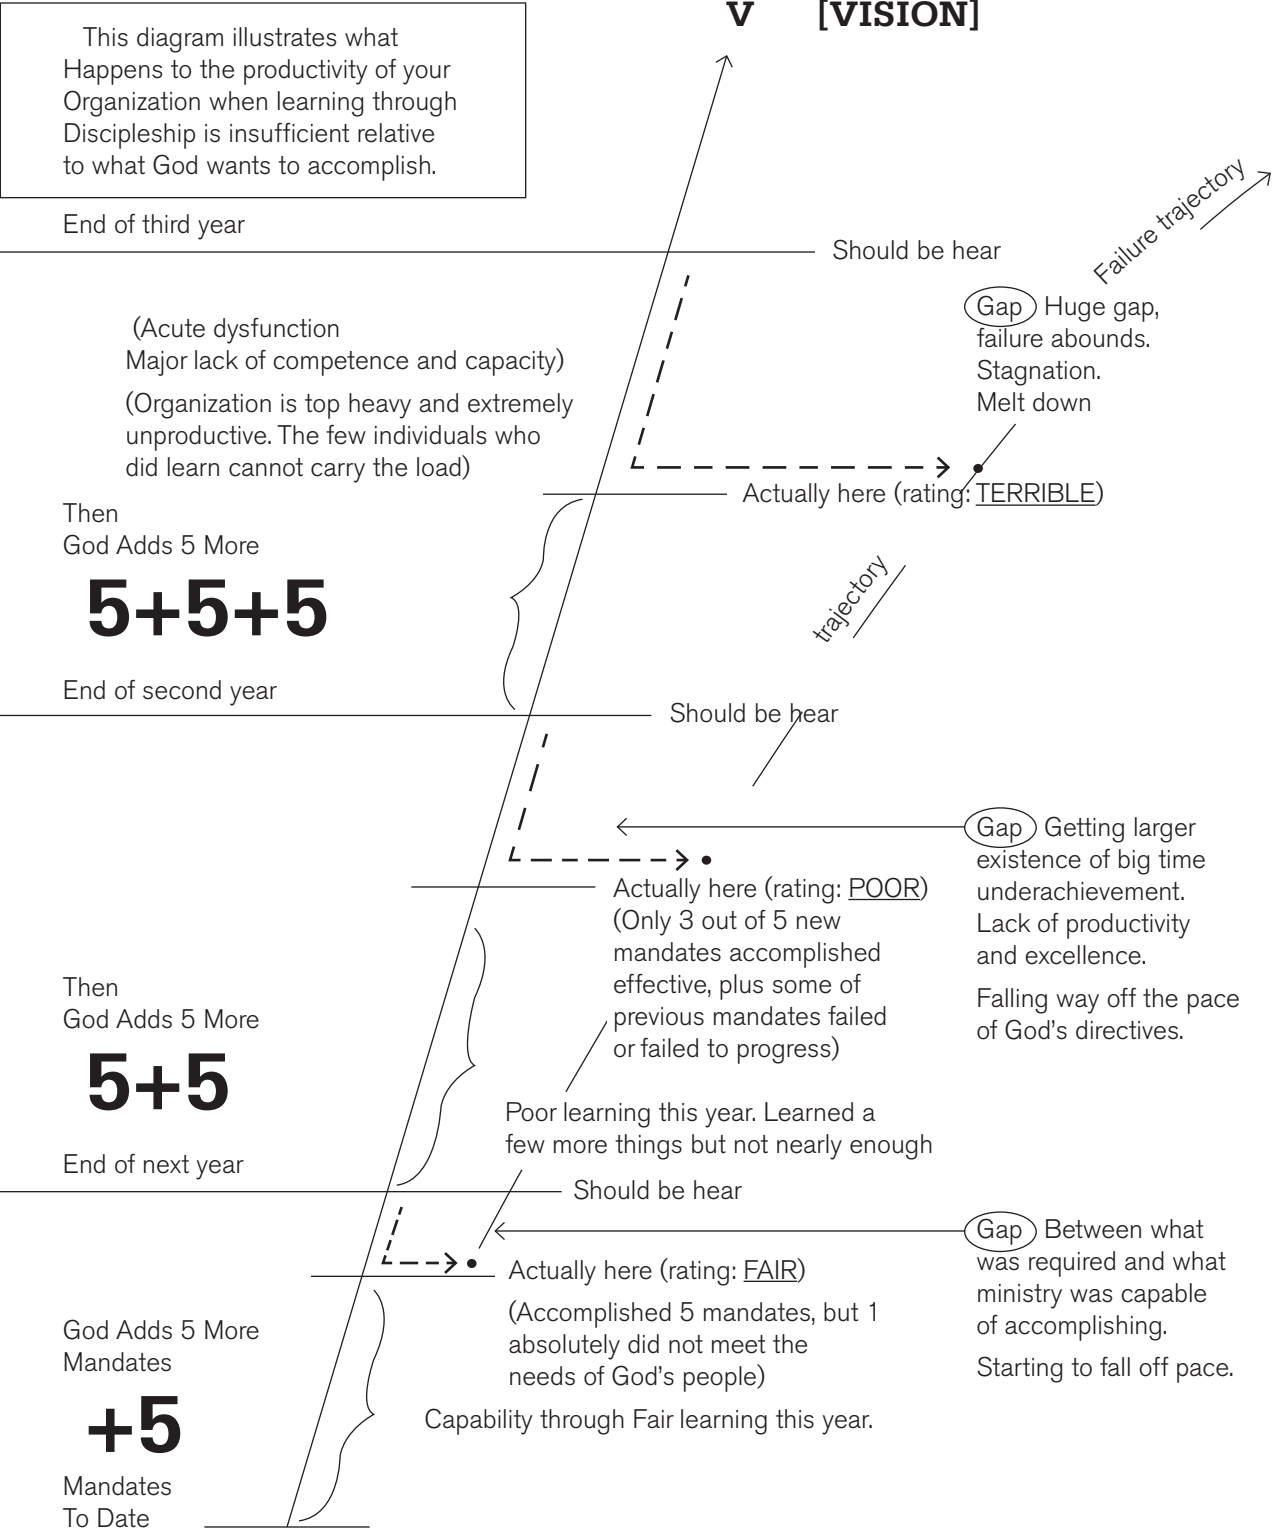 V [VISION]
This diagram illustrates what
Happens to the productivity of your
Organization when learning through
Discipleship is insufficient relative
to what God wants to accomplish.
End of third year
Should be hear
Failure trajectory
Gap Huge gap,
failure abounds.
Stagnation.
Melt down
(Acute dysfunction
Major lack of competence and capacity)
(Organization is top heavy and extremely
unproductive. The few individuals who
did learn cannot carry the load)
Actually here (rating: TERRIBLE)
Then
God Adds 5 More
5+5+5
trajectory
End of second year
Should be hear
Gap Getting larger
existence of big time
underachievement.
Lack of productivity
and excellence.
Falling way off the pace
of God's directives.
Actually here (rating: POOR)
(Only 3 out of 5 new
mandates accomplished
effective, plus some of
previous mandates failed
or failed to progress)
Then
God Adds 5 More
5+5
Poor learning this year. Learned a
few more things but not nearly enough
End of next year
Should be hear
Gap Between what
was required and what
ministry was capable
of accomplishing.
Starting to fall off pace.
Actually here (rating: FAIR)
(Accomplished 5 mandates, but 1
absolutely did not meet the
needs of God's people)
God Adds 5 More
Mandates
+5
Capability through Fair learning this year.
Mandates
To Date